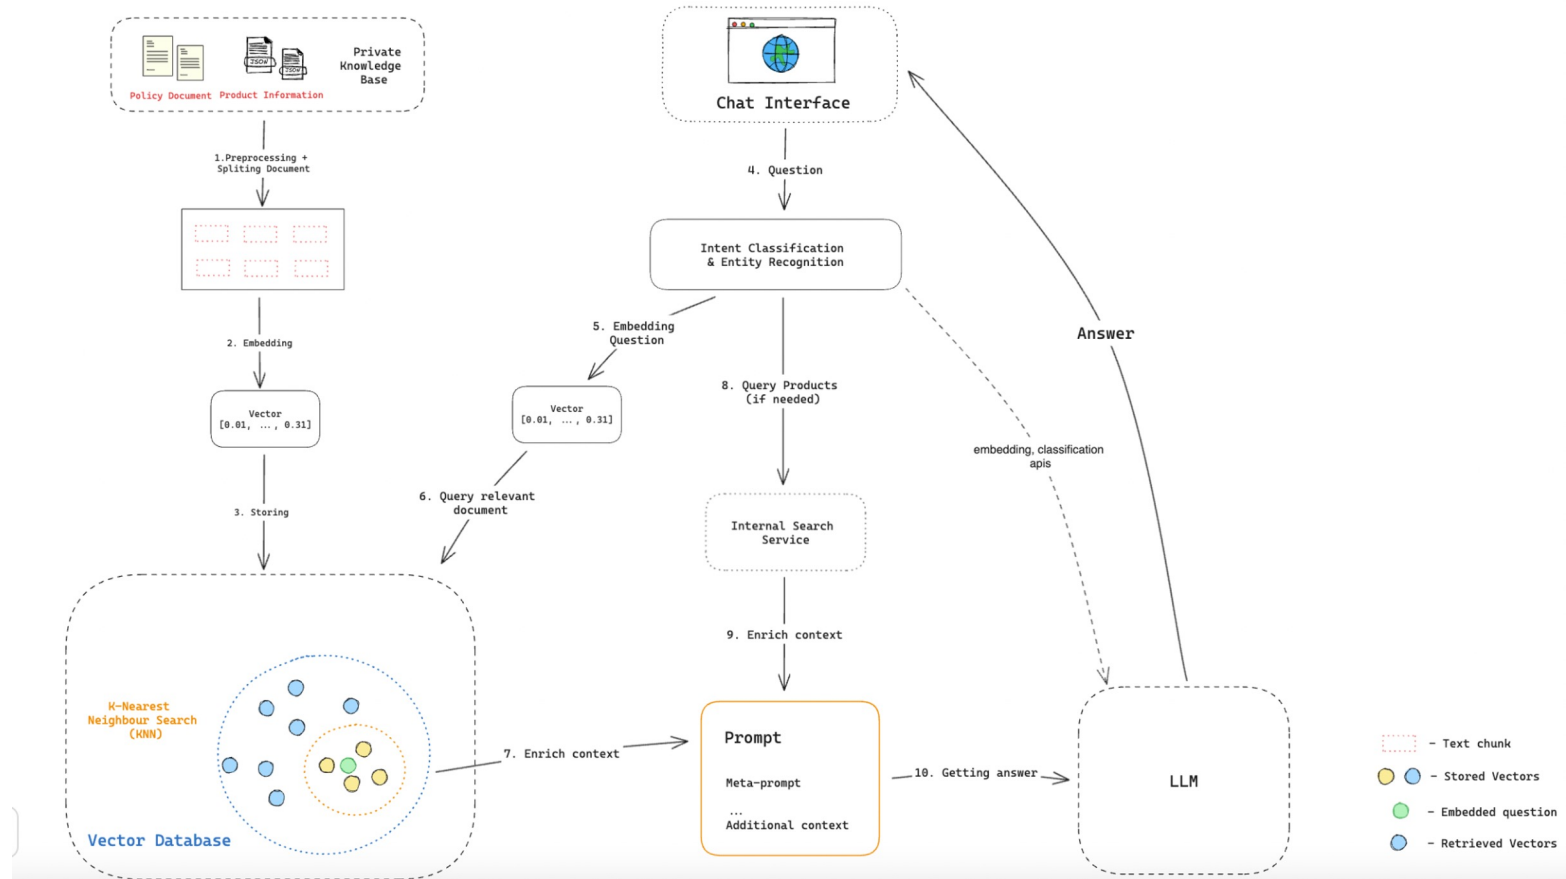 Private
Knowledge
Base
JSON
JSON
Policy Document
Product Information
1.Preprocessing +
Spliting Document
2. Embedding
Vector
[0.01, ..., 0.31]
3. Storing
K-Nearest
Neighbour Search
(KNN)
Vector Database
Chat Interface
4. Question
Intent Classification
& Entity Recognition
5. Embedding
Question
Vector
[0.01, ..., 0.31]
6. Query relevant
document
7. Enrich context
8. Query Products
(if needed)
Internal Search
Service
9. Enrich context
Prompt
Meta-prompt
...
Additional context
10. Getting answer
embedding, classification
apis
LLM
Answer
- Text chunk
- Stored Vectors
- Embedded question
- Retrieved Vectors